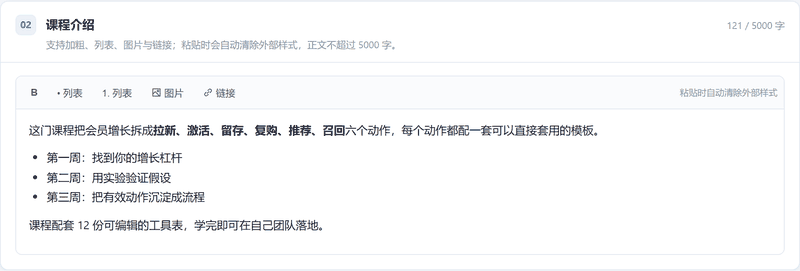 02 课程介绍 121 / 5000 字
支持加粗、列表、图片与链接；粘贴时会自动清除外部样式，正文不超过 5000 字。
B • 列表 1. 列表 图片 链接 粘贴时自动清除外部样式
这门课程把会员增长拆成拉新、激活、留存、复购、推荐、召回六个动作，每个动作都配一套可以直接套用的模板。
• 第一周：找到你的增长杠杆
• 第二周：用实验验证假设
• 第三周：把有效动作沉淀成流程
课程配套 12 份可编辑的工具表，学完即可在自己团队落地。